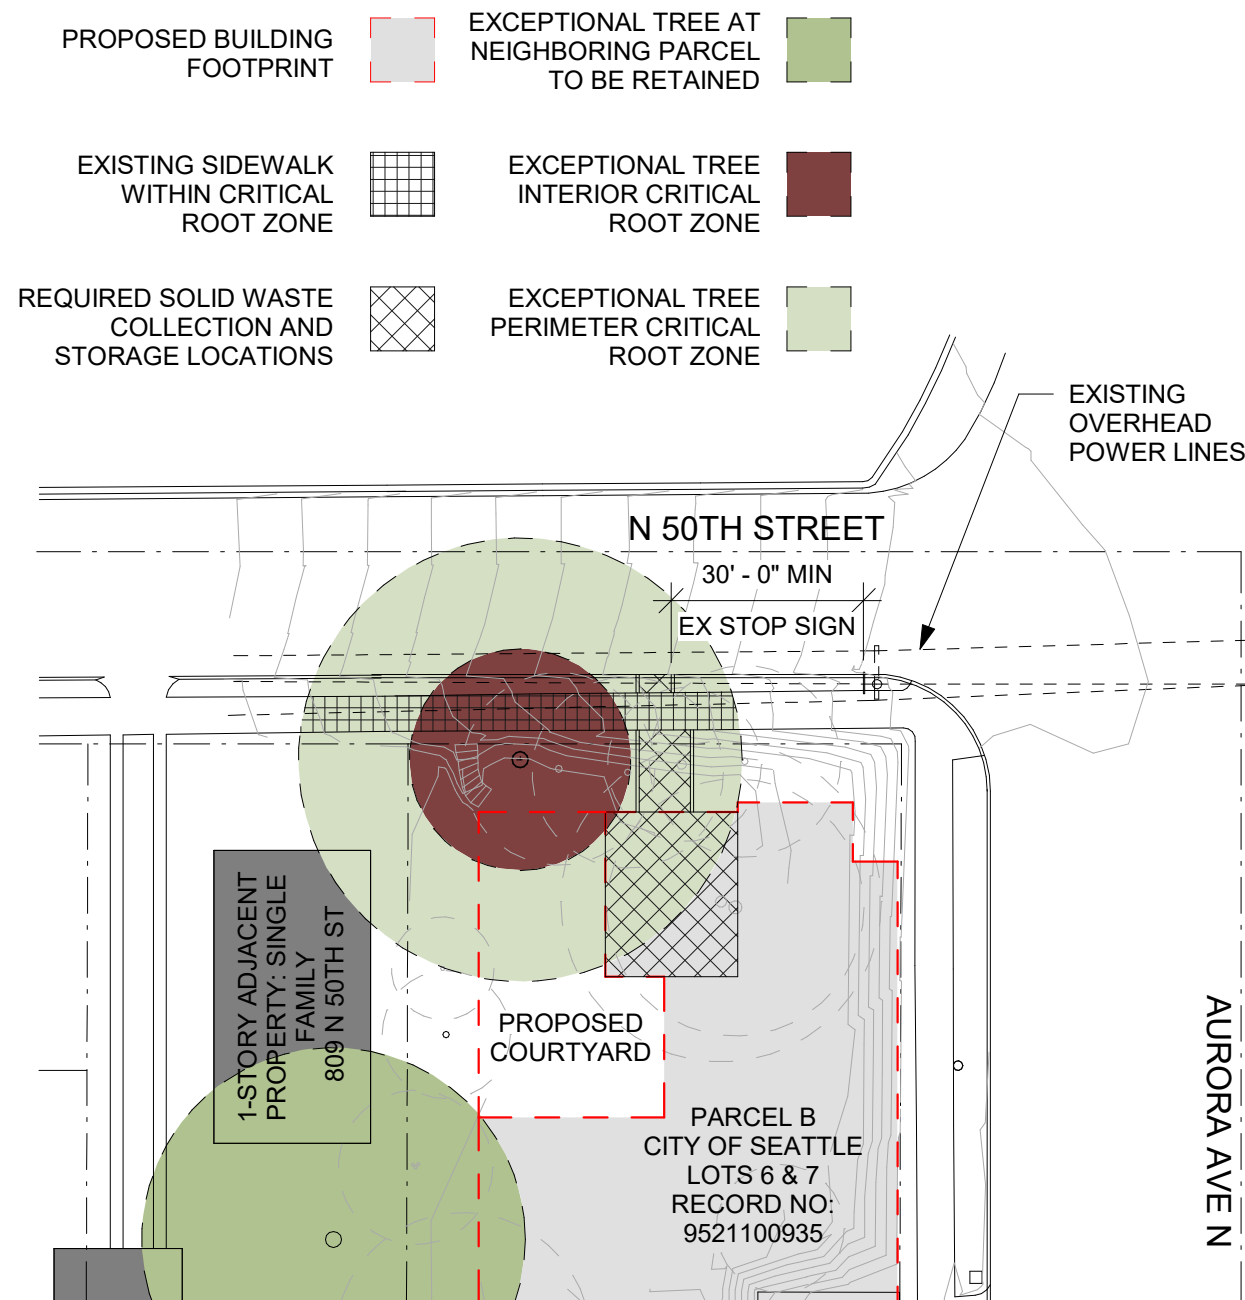 PROPOSED BUILDING
FOOTPRINT
EXCEPTIONAL TREE AT
NEIGHBORING PARCEL
TO BE RETAINED
EXISTING SIDEWALK
WITHIN CRITICAL
ROOT ZONE
EXCEPTIONAL TREE
INTERIOR CRITICAL
ROOT ZONE
REQUIRED SOLID WASTE
COLLECTION AND
STORAGE LOCATIONS
EXCEPTIONAL TREE
PERIMETER CRITICAL
ROOT ZONE
EXISTING
OVERHEAD
POWER LINES
N 50TH STREET
30' - 0" MIN
EX STOP SIGN
1-STORY ADJACENT
PROPERTY: SINGLE
FAMILY
809 N 50TH ST
PROPOSED
COURTYARD
PARCEL B
CITY OF SEATTLE
LOTS 6 & 7
RECORD NO:
9521100935
AURORA AVE N